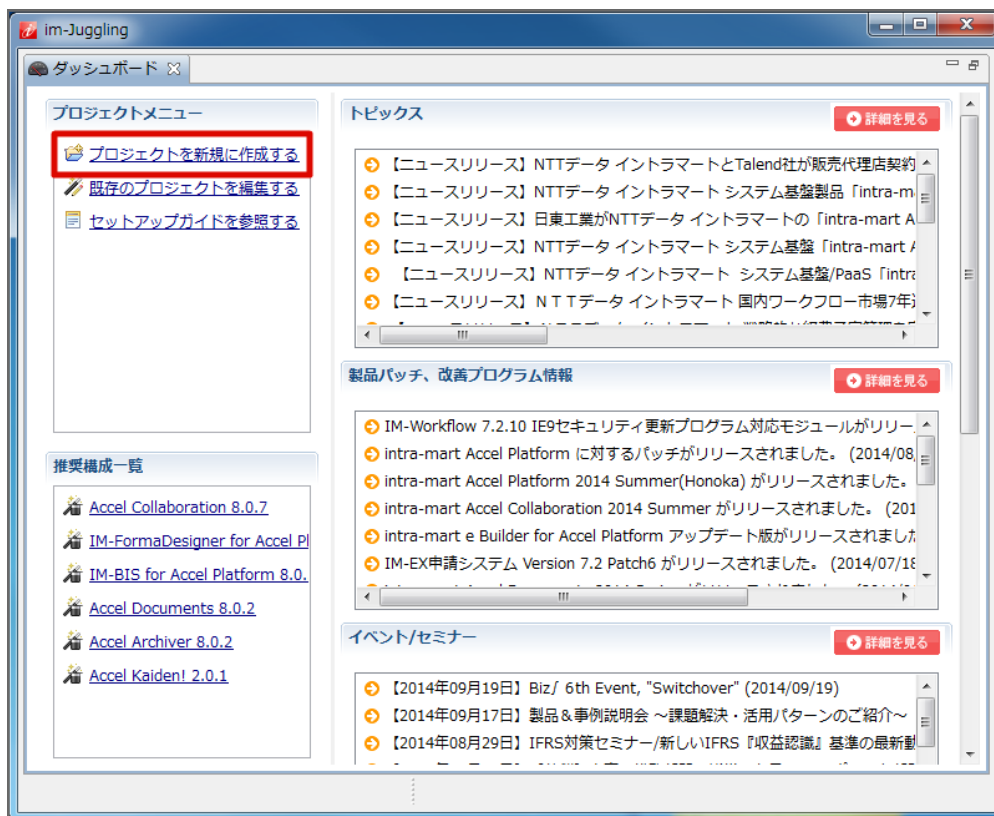 im-Juggling
ダッシュボード
プロジェクトメニュー
プロジェクトを新規に作成する
既存のプロジェクトを編集する
セットアップガイドを参照する
推奨構成一覧
Accel Collaboration 8.0.7
IM-FormaDesigner for Accel Pl
IM-BIS for Accel Platform 8.0.
Accel Documents 8.0.2
Accel Archiver 8.0.2
Accel Kaiden! 2.0.1
トピックス
詳細を見る
【ニュースリリース】NTTデータ イントラマートとTalend社が販売代理店契約
【ニュースリリース】NTTデータ イントラマート システム基盤製品「intra-m
【ニュースリリース】日東工業がNTTデータ イントラマートの「intra-mart A
【ニュースリリース】NTTデータ イントラマート システム基盤「intra-mart A
【ニュースリリース】NTTデータ イントラマート システム基盤/PaaS「intra
【ニュースリリース】ＮＴＴデータ イントラマート 国内ワークフロー市場7年
製品パッチ、改善プログラム情報
詳細を見る
IM-Workflow 7.2.10 IE9セキュリティ更新プログラム対応モジュールがリリー
intra-mart Accel Platform に対するパッチがリリースされました。 (2014/08,
intra-mart Accel Platform 2014 Summer(Honoka) がリリースされました。
intra-mart Accel Collaboration 2014 Summer がリリースされました。 (201
intra-mart e Builder for Accel Platform アップデート版がリリースされました
IM-EX申請システム Version 7.2 Patch6 がリリースされました。 (2014/07/18
イベント/セミナー
詳細を見る
【2014年09月19日】Biz∫ 6th Event, "Switchover" (2014/09/19)
【2014年09月17日】製品＆事例説明会 ～課題解決・活用パターンのご紹介～
【2014年08月29日】IFRS対策セミナー/新しいIFRS『収益認識』基準の最新動